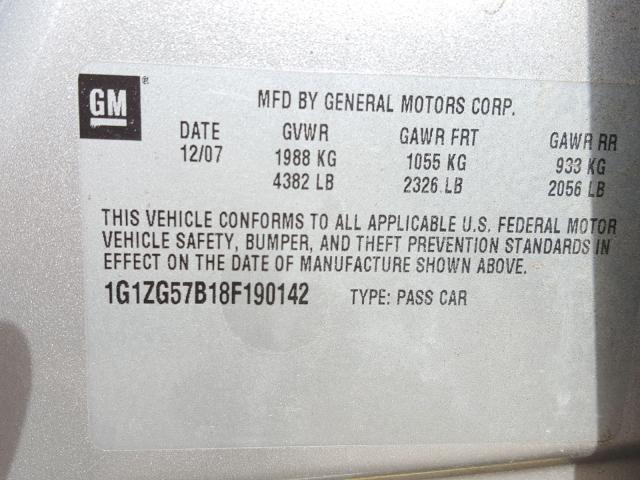 GM®
MFD BY GENERAL MOTORS CORP.
DATE GVWR GAWR FRT GAWR RR
12/07 1988 KG 1055 KG 933 KG
4382 LB 2326 LB 2056 LB
THIS VEHICLE CONFORMS TO ALL APPLICABLE U.S. FEDERAL MOTOR
VEHICLE SAFETY, BUMPER, AND THEFT PREVENTION STANDARDS IN
EFFECT ON THE DATE OF MANUFACTURE SHOWN ABOVE.
1G1ZG57B18F190142 TYPE: PASS CAR